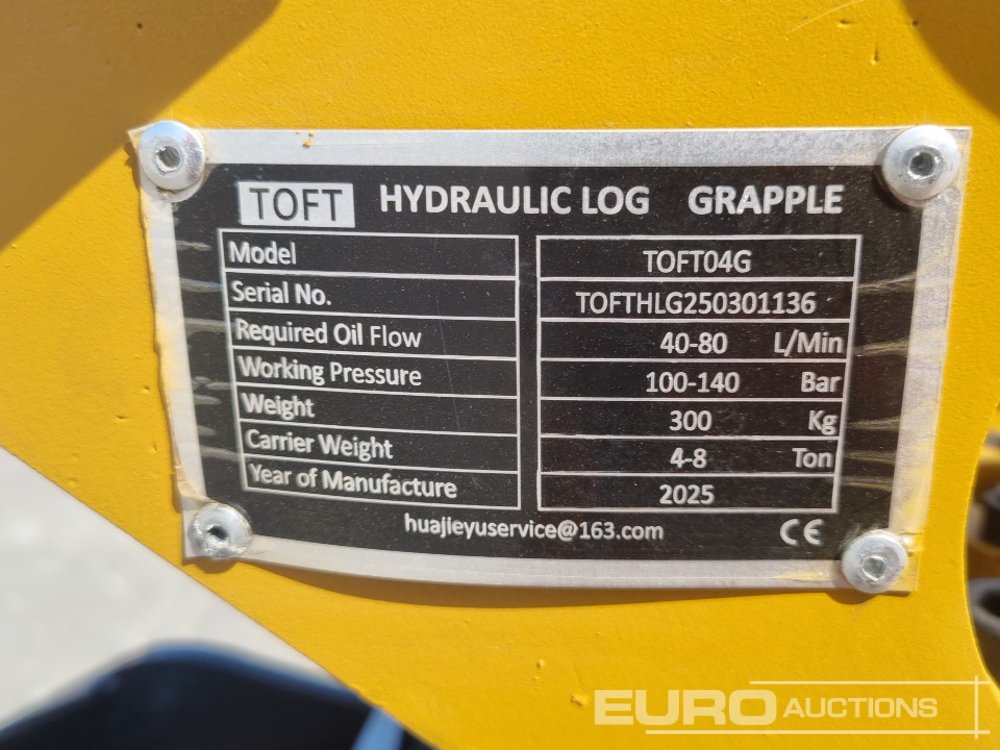 TOFT HYDRAULIC LOG GRAPPLE
Model TOFT04G
Serial No. TOFTHLG250301136
Required Oil Flow 40-80 L/Min
Working Pressure 100-140 Bar
Weight 300 Kg
Carrier Weight 4-8 Ton
Year of Manufacture 2025
huajieyuservice@163.com CE
EURO AUCTIONS